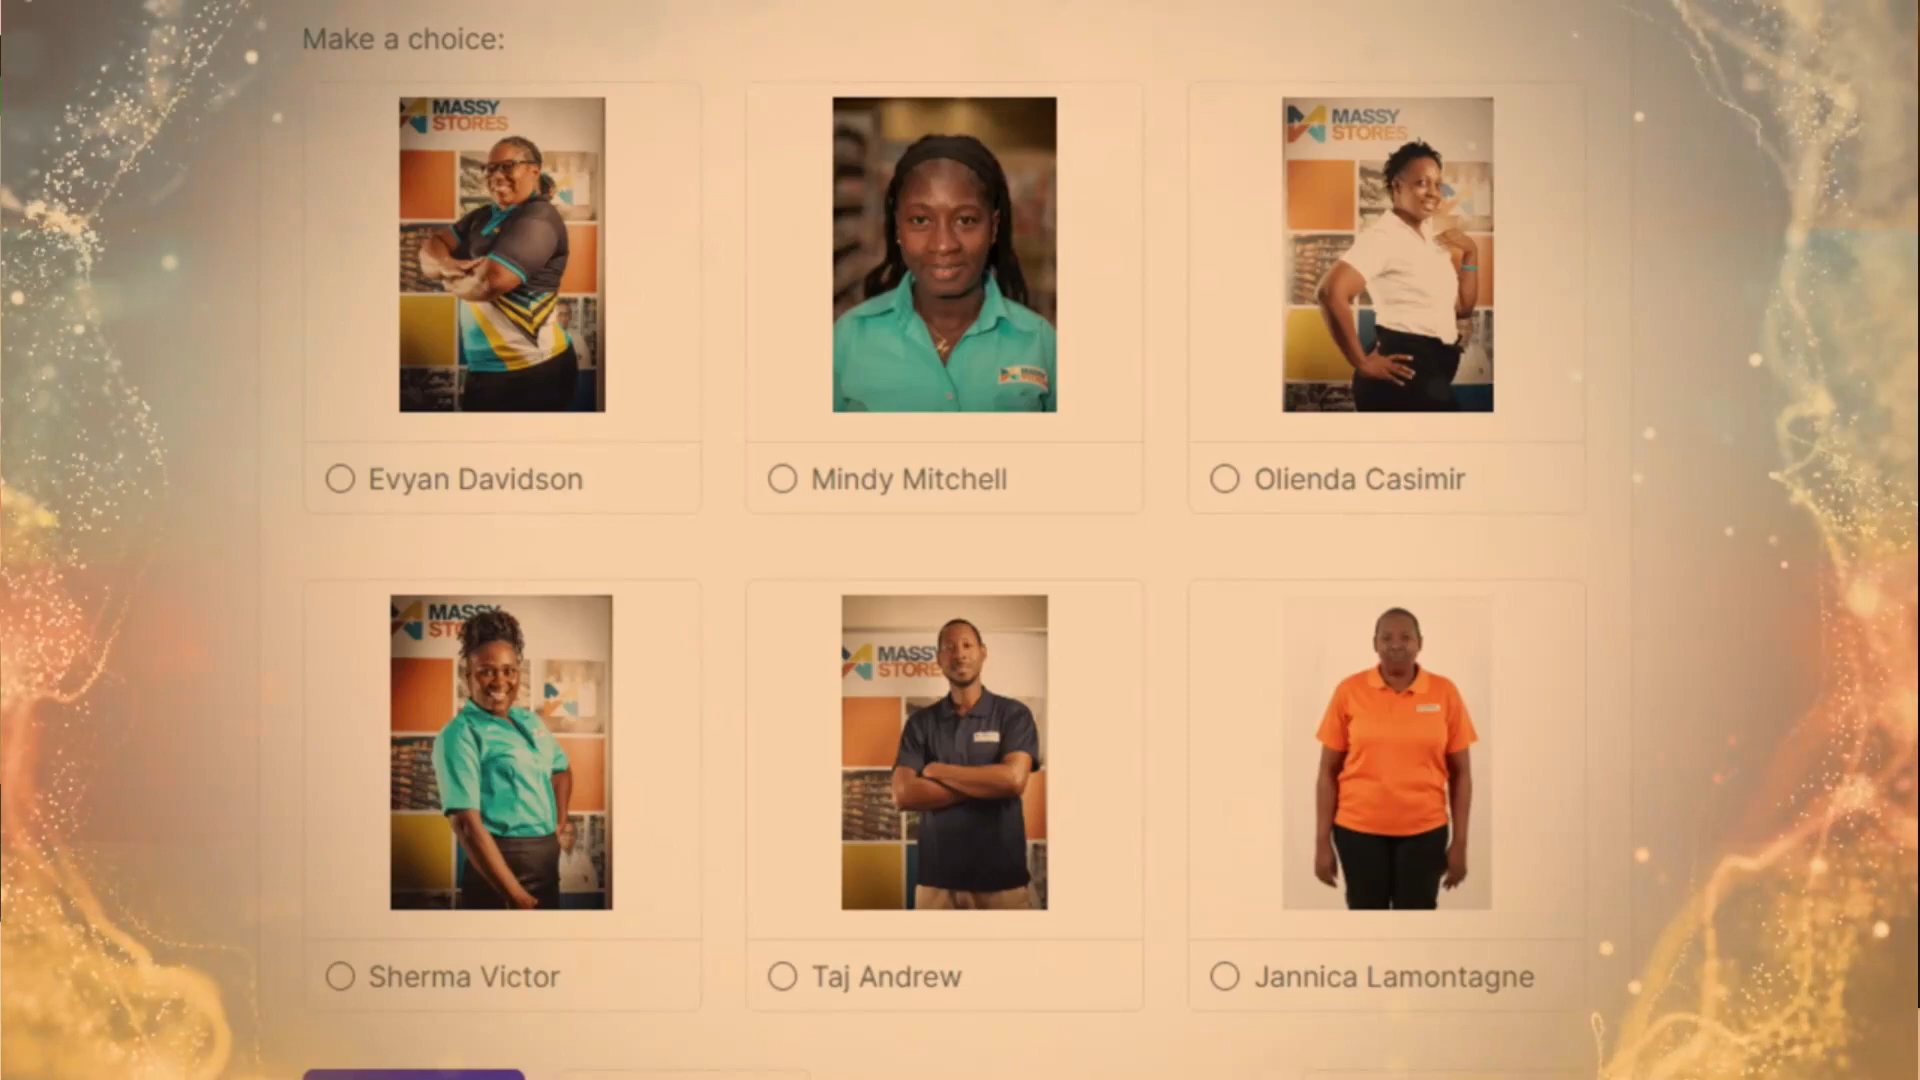 Make a choice:
MASSY
STORES
MASSY
STORES
Evyan Davidson
Mindy Mitchell
Olienda Casimir
MASSY
MASSY
Sherma Victor
Taj Andrew
Jannica Lamontagne